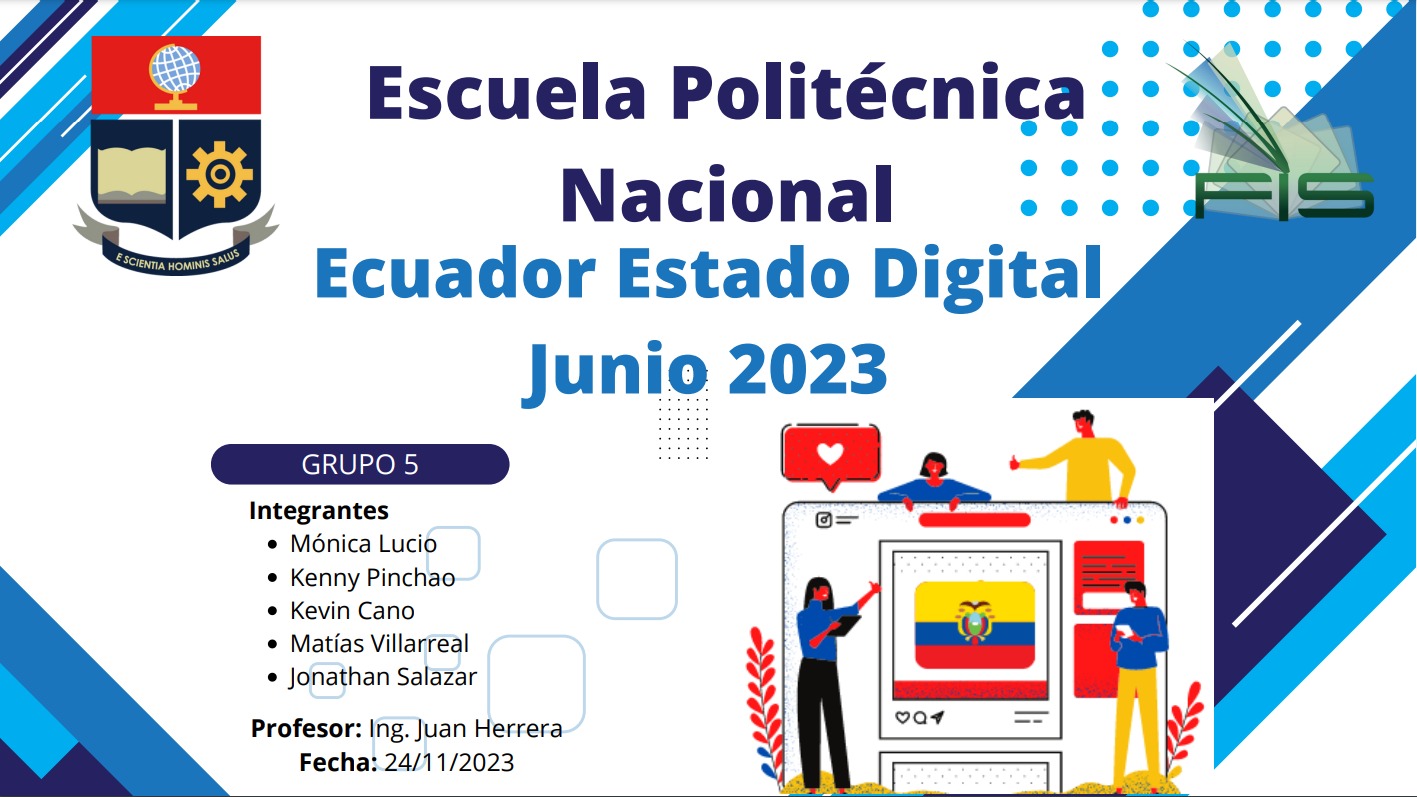 Escuela Politécnica
Nacional
Ecuador Estado Digital
Junio 2023
E SCIENTIA HOMINIS SALUS
FIS
GRUPO 5
Integrantes
• Mónica Lucio
• Kenny Pinchao
• Kevin Cano
• Matías Villarreal
• Jonathan Salazar
Profesor: Ing. Juan Herrera
Fecha: 24/11/2023